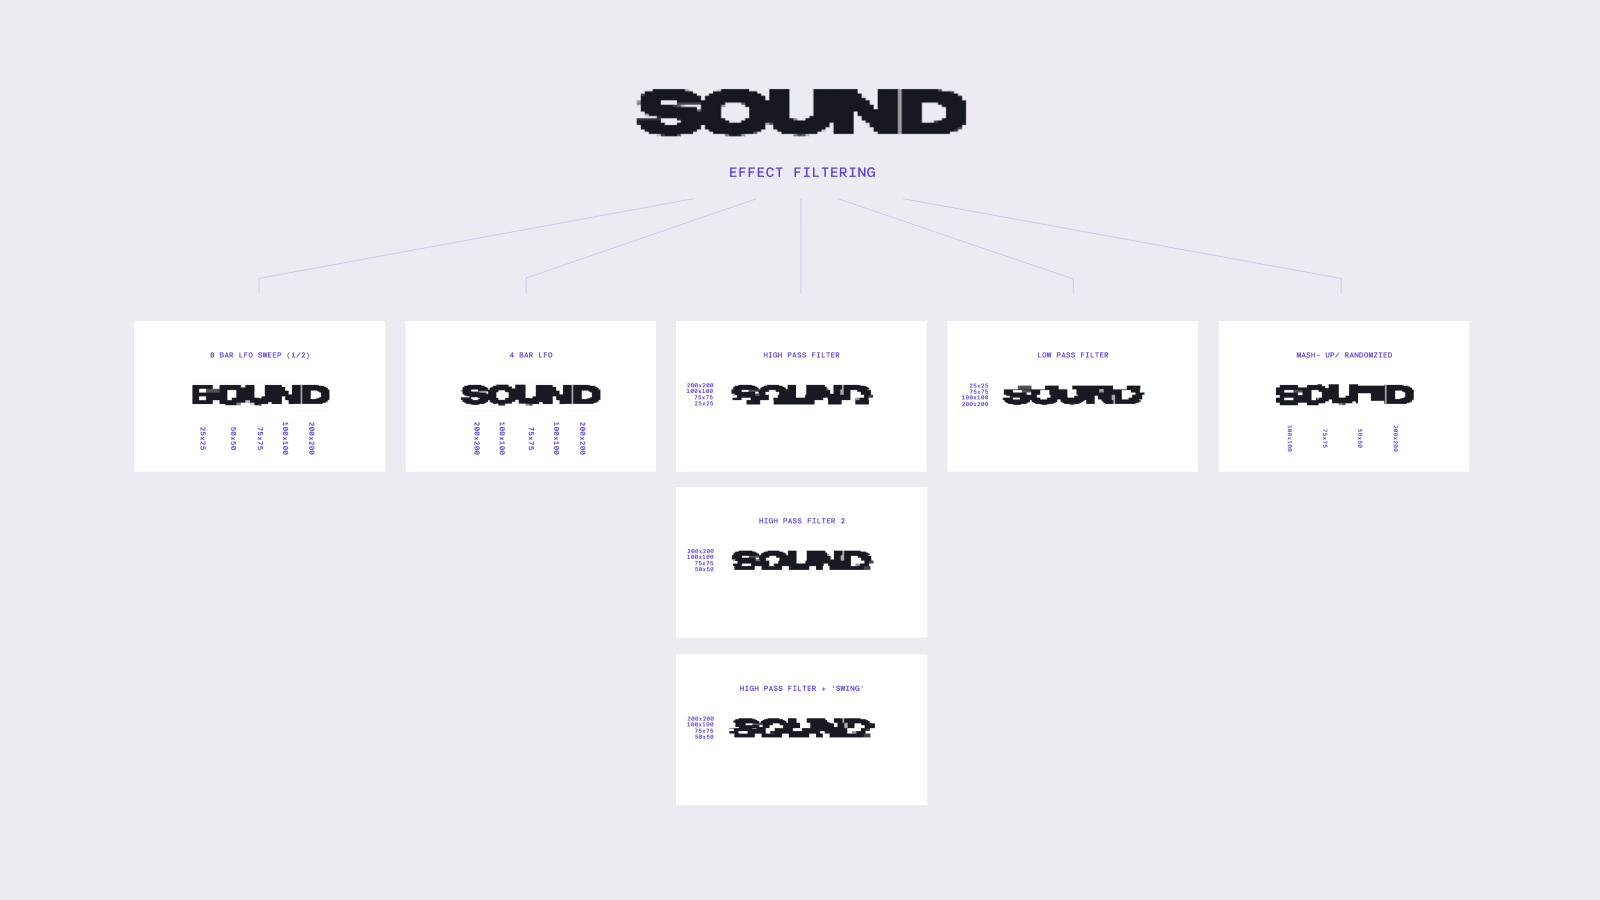 SOUND
EFFECT FILTERING
8 BAR LFO SWEEP (1/2)
SOUND
25x25
50x50
75x75
100x100
200x200
4 BAR LFO
SOUND
200x200
100x100
75x75
100x100
200x200
HIGH PASS FILTER
200x200
100x100
75x75
25x25
SOUND
LOW PASS FILTER
25x25
75x75
100x100
200x200
SOUND
MASH- UP/ RANDOMZIED
SOUND
100x100
75x75
50x50
200x200
HIGH PASS FILTER 2
200x200
100x100
75x75
50x50
SOUND
HIGH PASS FILTER + 'SWING'
200x200
100x100
75x75
50x50
SOUND